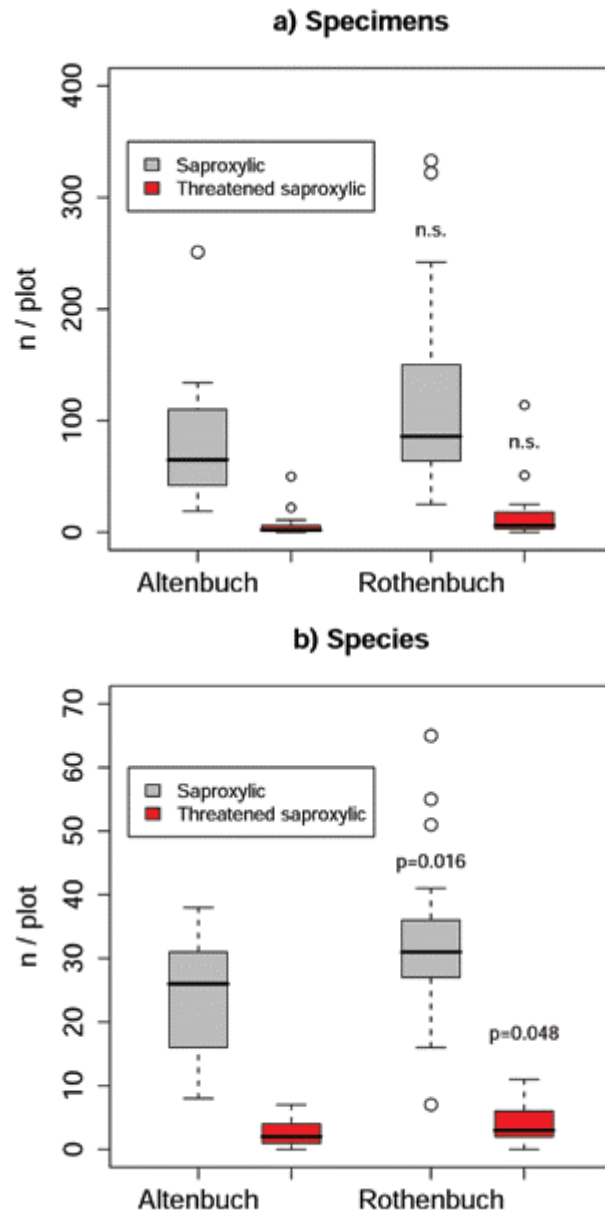 a) Specimens
400
300
200
100
0
n / plot
Saproxylic
Threatened saproxylic
n.s.
n.s.
Altenbuch Rothenbuch
b) Species
70
60
50
40
30
20
10
0
n / plot
Saproxylic
Threatened saproxylic
p=0.016
p=0.048
Altenbuch Rothenbuch